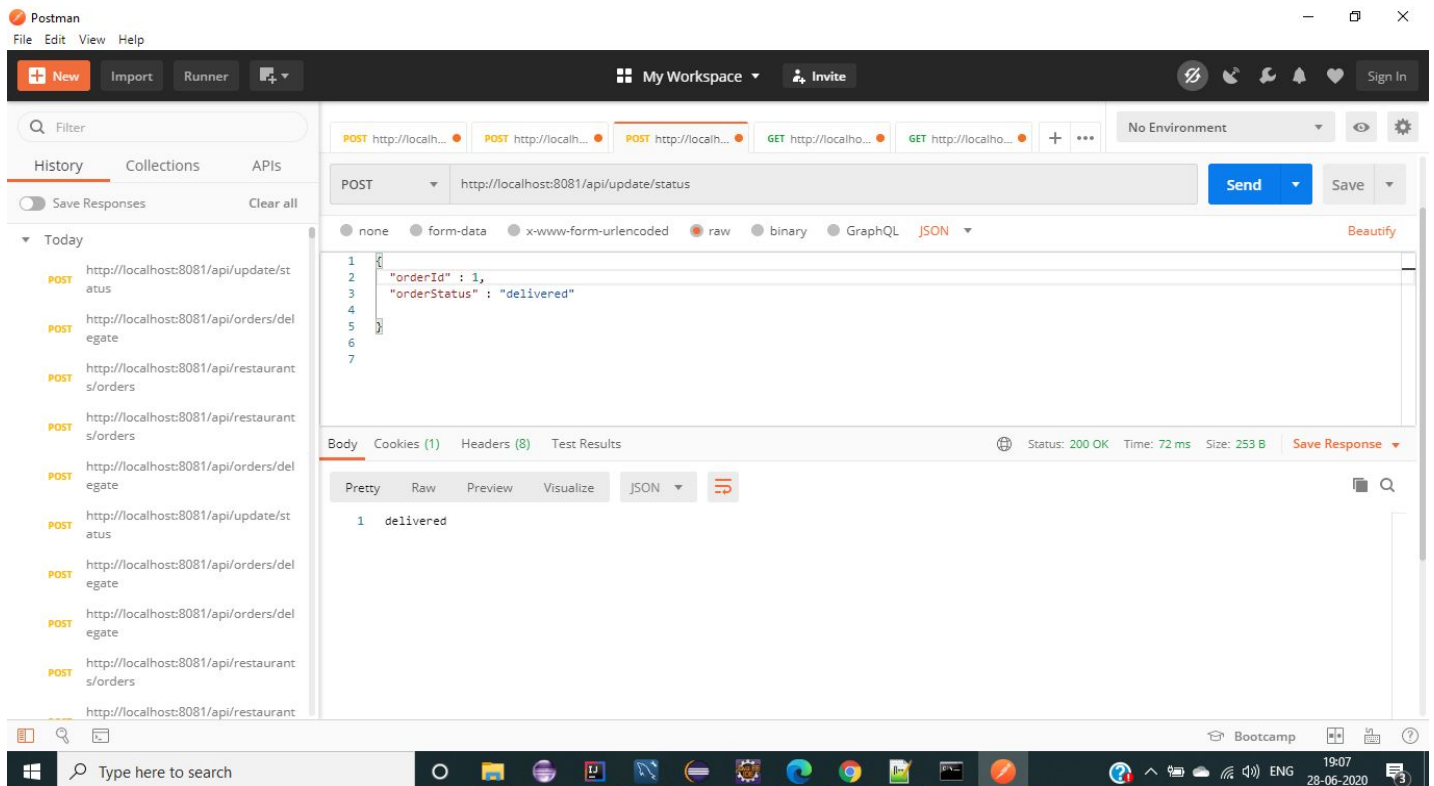 Postman
File Edit View Help
New Import Runner My Workspace Invite Sign In
Filter
History Collections APIs
Save Responses Clear all
Today
POST http://localhost:8081/api/update/st
atus
POST http://localhost:8081/api/orders/del
egate
POST http://localhost:8081/api/restaurant
s/orders
POST http://localhost:8081/api/restaurant
s/orders
POST http://localhost:8081/api/orders/del
egate
POST http://localhost:8081/api/update/st
atus
POST http://localhost:8081/api/orders/del
egate
POST http://localhost:8081/api/orders/del
egate
POST http://localhost:8081/api/restaurant
s/orders
http://localhost:8081/api/restaurant
POST http://localh... POST http://localh... POST http://localh... GET http://localho... GET http://localho... + ••• No Environment
POST http://localhost:8081/api/update/status Send Save
none form-data x-www-form-urlencoded raw binary GraphQL JSON Beautify
1 {
2 "orderId" : 1,
3 "orderStatus" : "delivered"
4
5 }
6
7
Body Cookies (1) Headers (8) Test Results Status: 200 OK Time: 72 ms Size: 253 B Save Response
Pretty Raw Preview Visualize JSON
1 delivered
Bootcamp
Type here to search ENG 19:07
28-06-2020 3